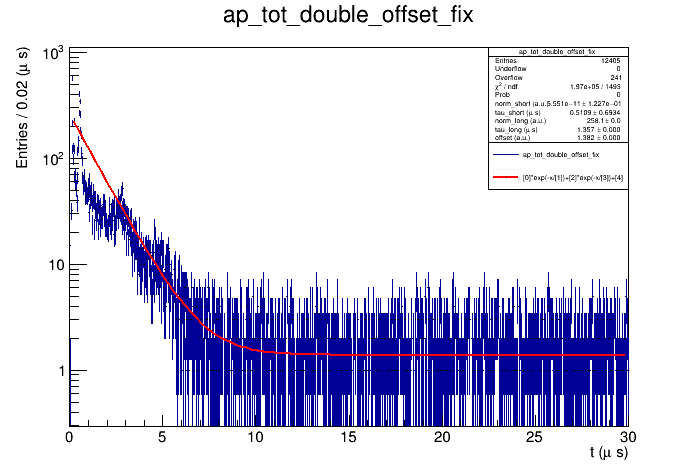 ap_tot_double_offset_fix
Entries / 0.02 (μ s)
10³
10²
10
1
ap_tot_double_offset_fix
Entries 12405
Underflow 0
Overflow 241
χ² / ndf 1.97e+05 / 1493
Prob 0
norm_short (a.u.) 5.551e−11 ± 1.227e−01
tau_short (μ s) 0.5109 ± 0.6934
norm_long (a.u.) 258.1 ± 0.0
tau_long (μ s) 1.357 ± 0.000
offset (a.u.) 1.382 ± 0.000
ap_tot_double_offset_fix
[0]*exp(-x/[1])+[2]*exp(-x/[3])+[4]
0 5 10 15 20 25 30
t (μ s)